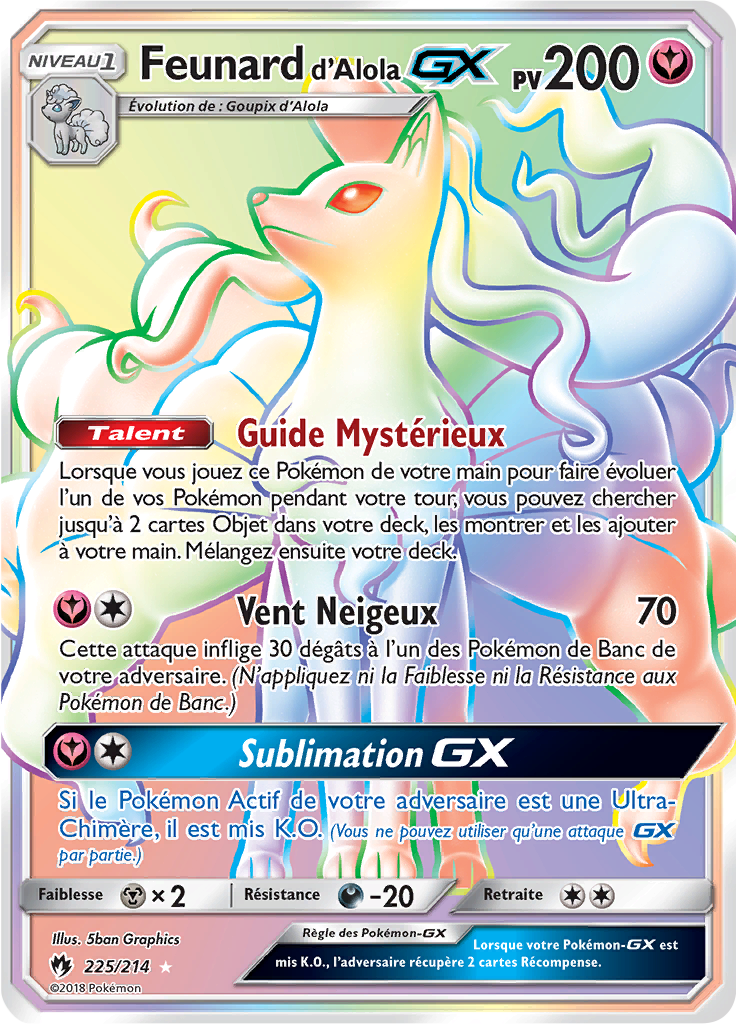 NIVEAU 1
Feunard d'Alola GX PV 200
Évolution de : Goupix d'Alola
Talent Guide Mystérieux
Lorsque vous jouez ce Pokémon de votre main pour faire évoluer
l'un de vos Pokémon pendant votre tour, vous pouvez chercher
jusqu'à 2 cartes Objet dans votre deck, les montrer et les ajouter
à votre main. Mélangez ensuite votre deck.
Vent Neigeux 70
Cette attaque inflige 30 dégâts à l'un des Pokémon de Banc de
votre adversaire. (N'appliquez ni la Faiblesse ni la Résistance aux
Pokémon de Banc.)
Sublimation GX
Si le Pokémon Actif de votre adversaire est une Ultra-
Chimère, il est mis K.O. (Vous ne pouvez utiliser qu'une attaque GX
par partie.)
Faiblesse × 2 Résistance -20 Retraite
Illus. 5ban Graphics
225/214
©2018 Pokémon
Règle des Pokémon-GX
Lorsque votre Pokémon-GX est
mis K.O., l'adversaire récupère 2 cartes Récompense.